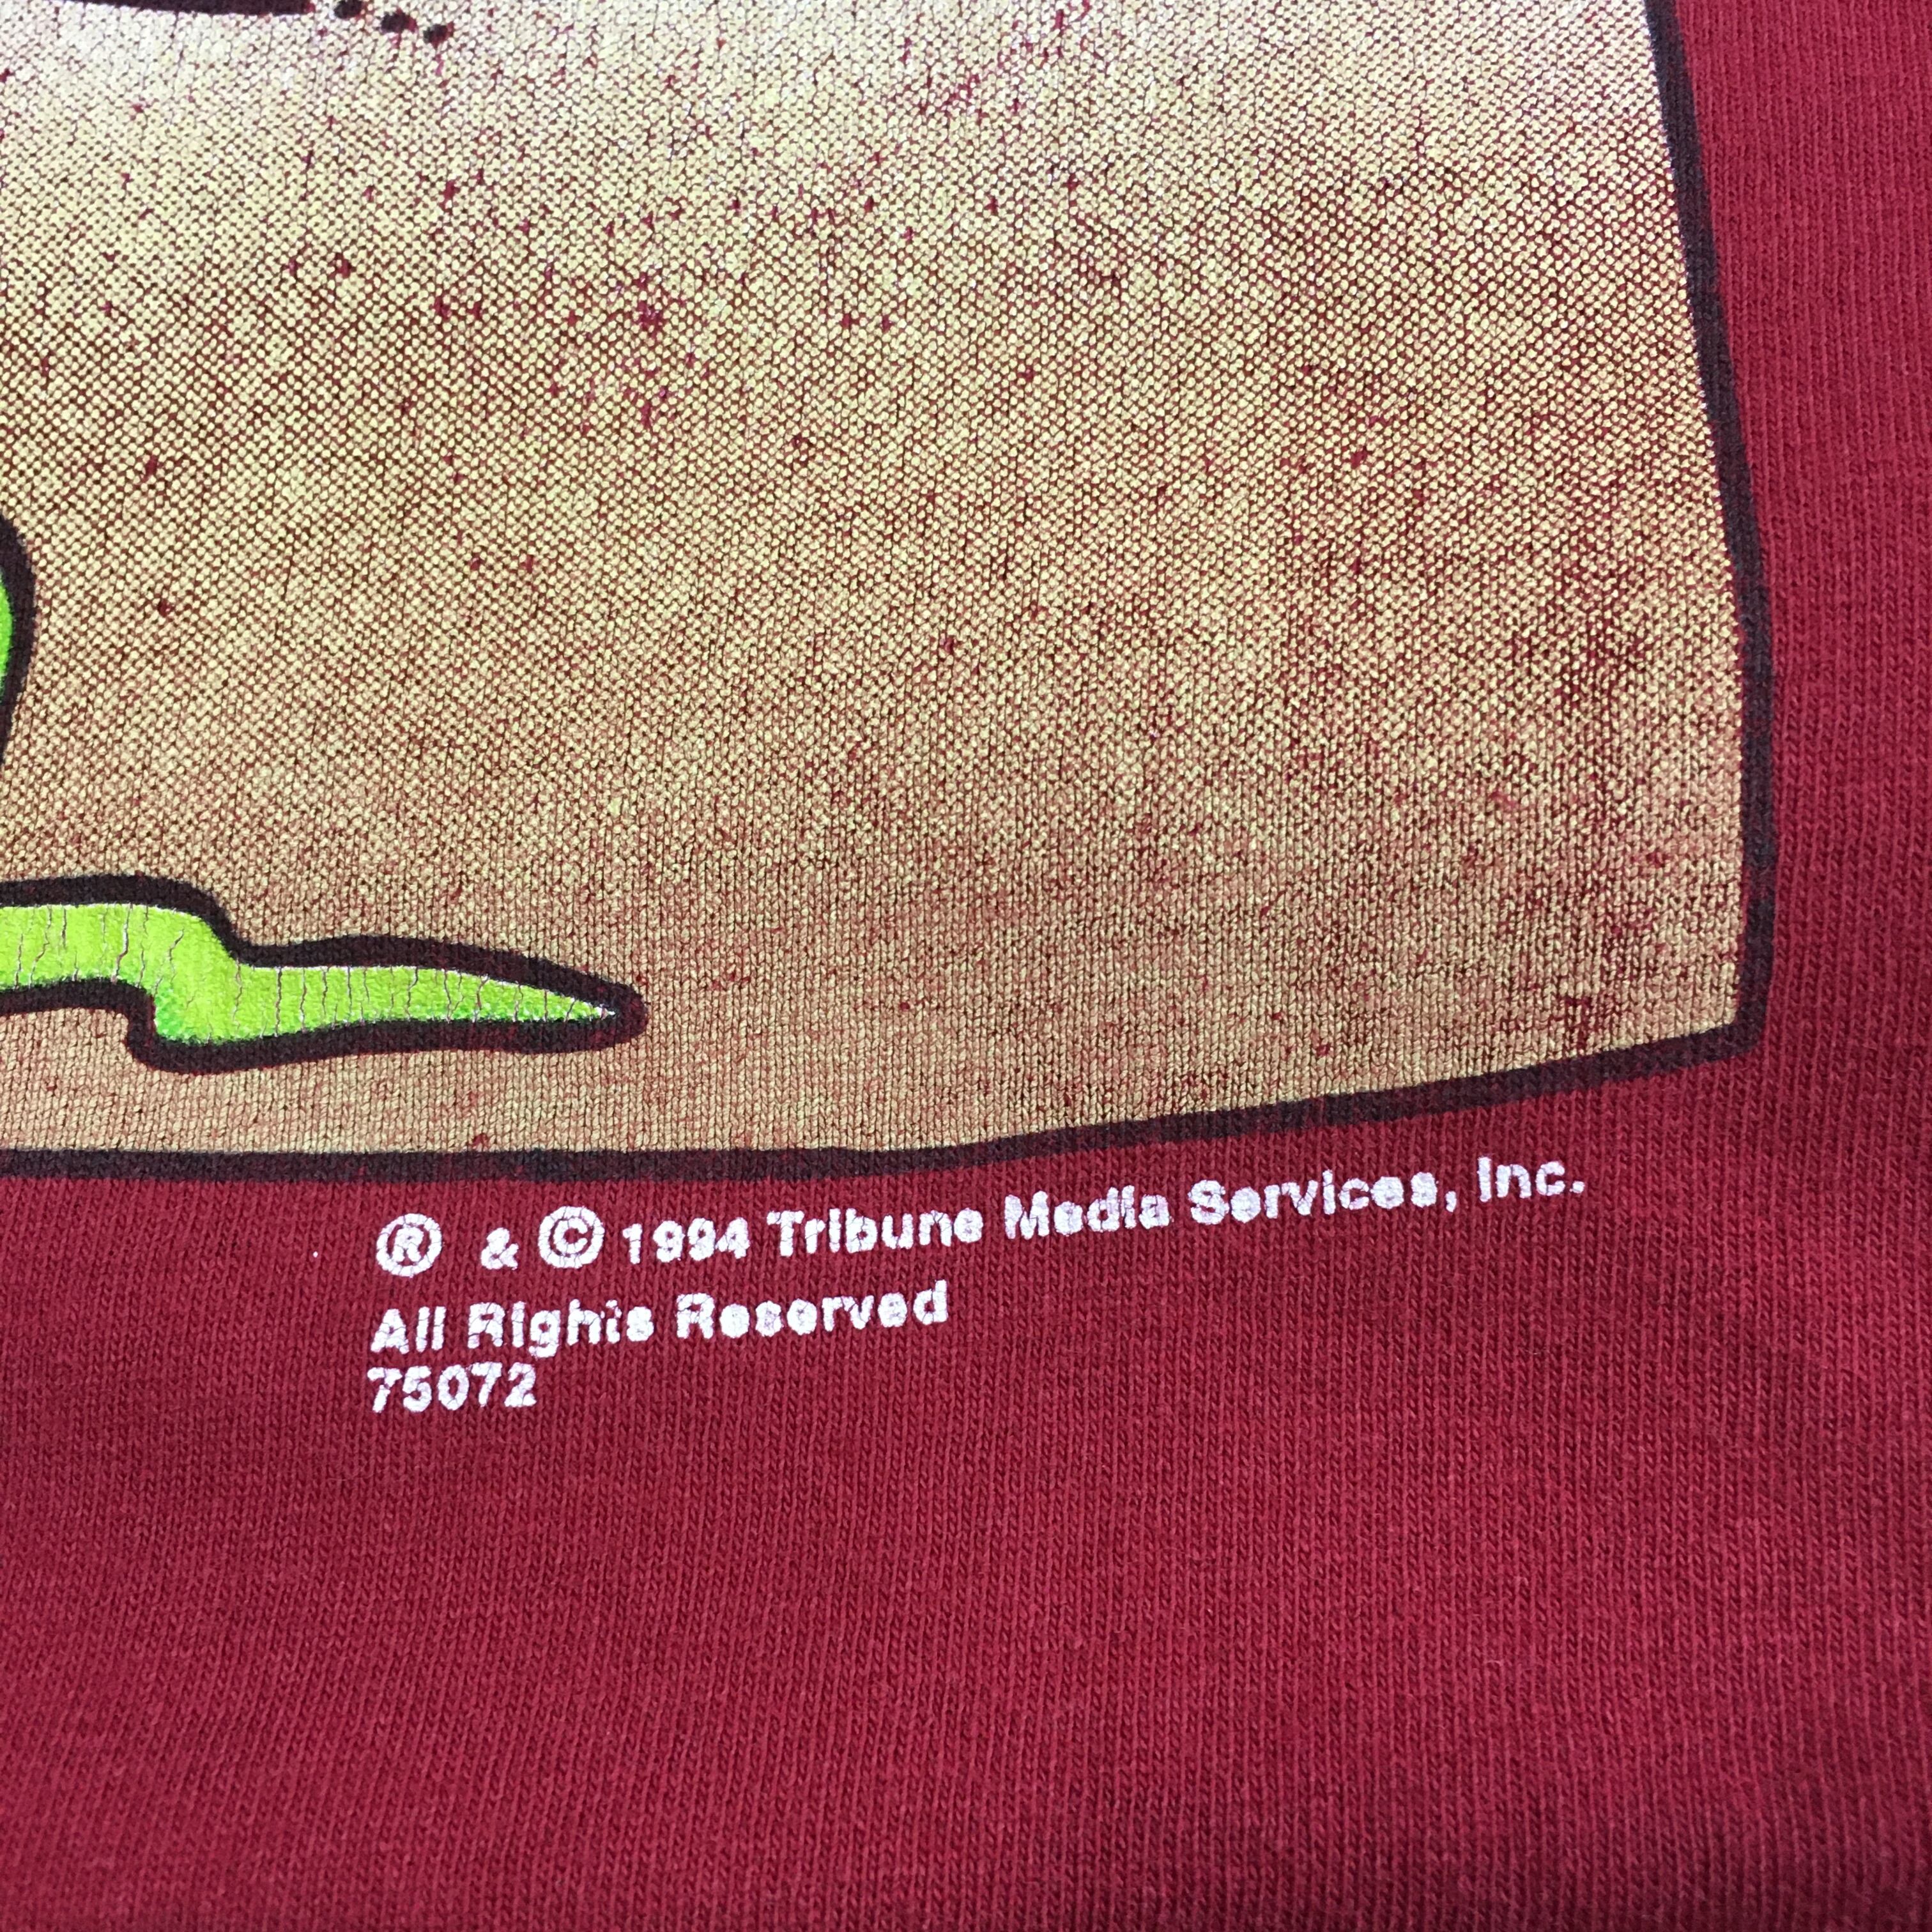 ® & © 1994 Tribune Media Services, Inc.
All Rights Reserved
75072